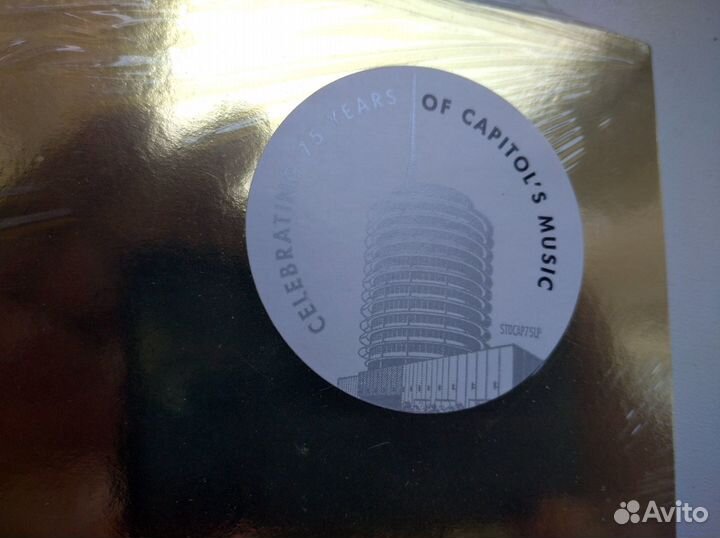 CELEBRATING 75 YEARS OF CAPITOL'S MUSIC
STDCAP75LP
Avito